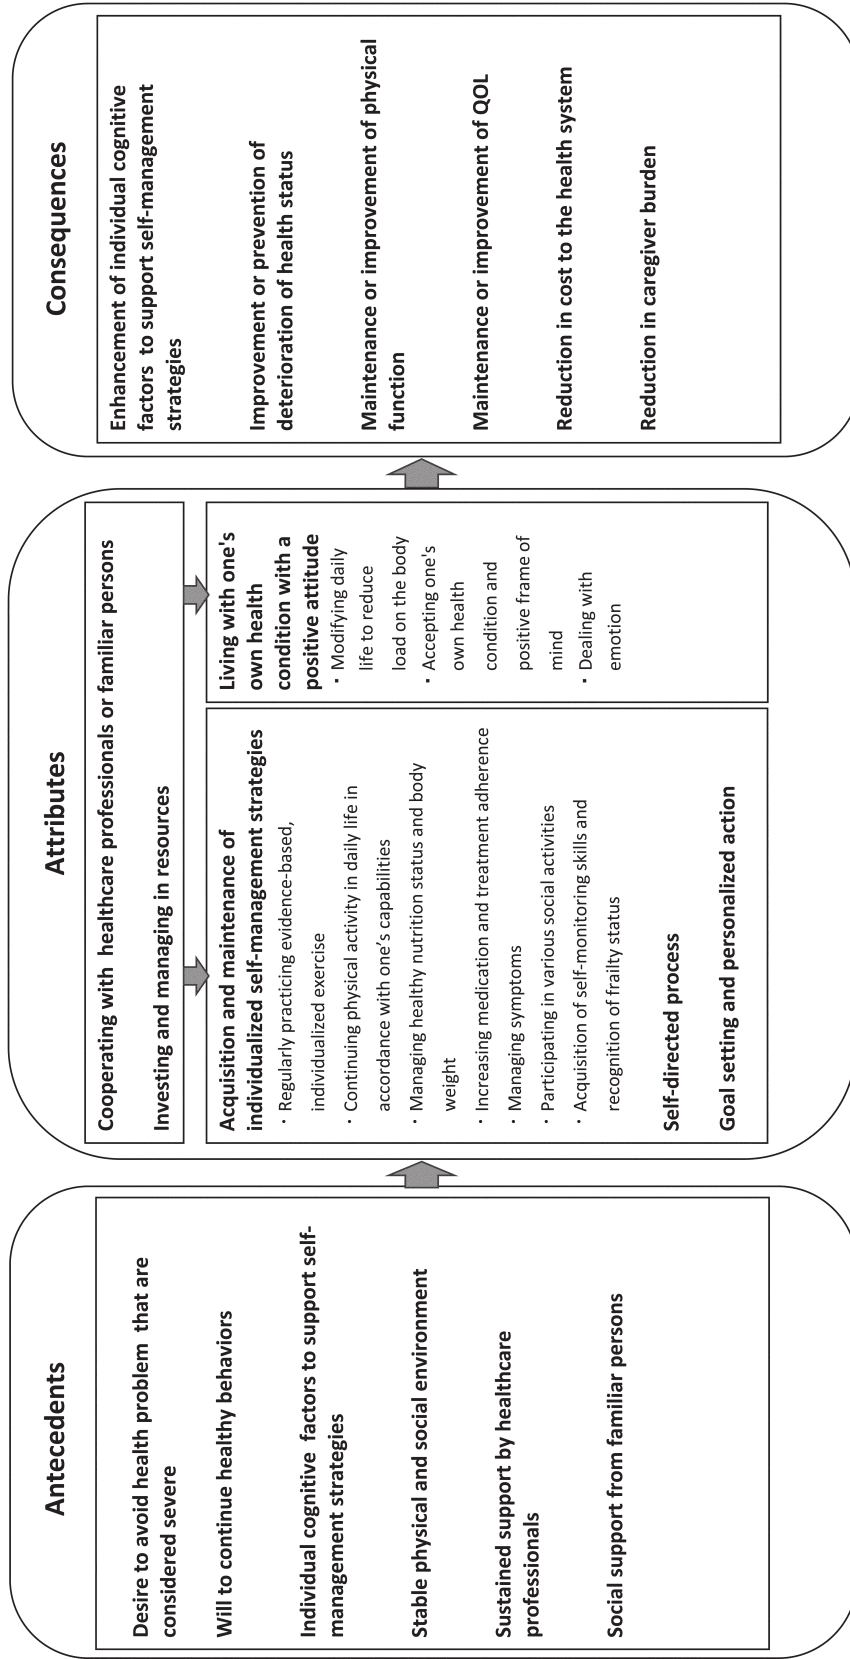 Antecedents
Desire to avoid health problem that are
considered severe
Will to continue healthy behaviors
Individual cognitive factors to support self-
management strategies
Stable physical and social environment
Sustained support by healthcare
professionals
Social support from familiar persons
Attributes
Cooperating with healthcare professionals or familiar persons
Investing and managing in resources
Acquisition and maintenance of
individualized self-management strategies
· Regularly practicing evidence-based,
individualized exercise
· Continuing physical activity in daily life in
accordance with one's capabilities
· Managing healthy nutrition status and body
weight
· Increasing medication and treatment adherence
· Managing symptoms
· Participating in various social activities
· Acquisition of self-monitoring skills and
recognition of frailty status
Self-directed process
Goal setting and personalized action
Living with one's
own health
condition with a
positive attitude
· Modifying daily
life to reduce
load on the body
· Accepting one's
own health
condition and
positive frame of
mind
· Dealing with
emotion
Consequences
Enhancement of individual cognitive
factors to support self-management
strategies
Improvement or prevention of
deterioration of health status
Maintenance or improvement of physical
function
Maintenance or improvement of QOL
Reduction in cost to the health system
Reduction in caregiver burden